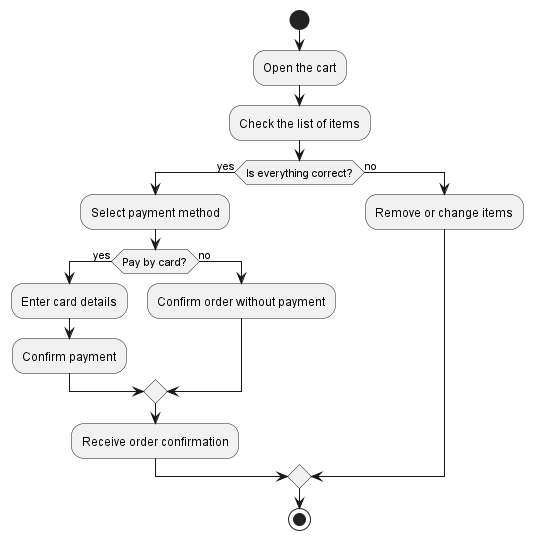 Open the cart
Check the list of items
yes
Is everything correct?
no
Select payment method
Remove or change items
yes
Pay by card?
no
Enter card details
Confirm order without payment
Confirm payment
Receive order confirmation